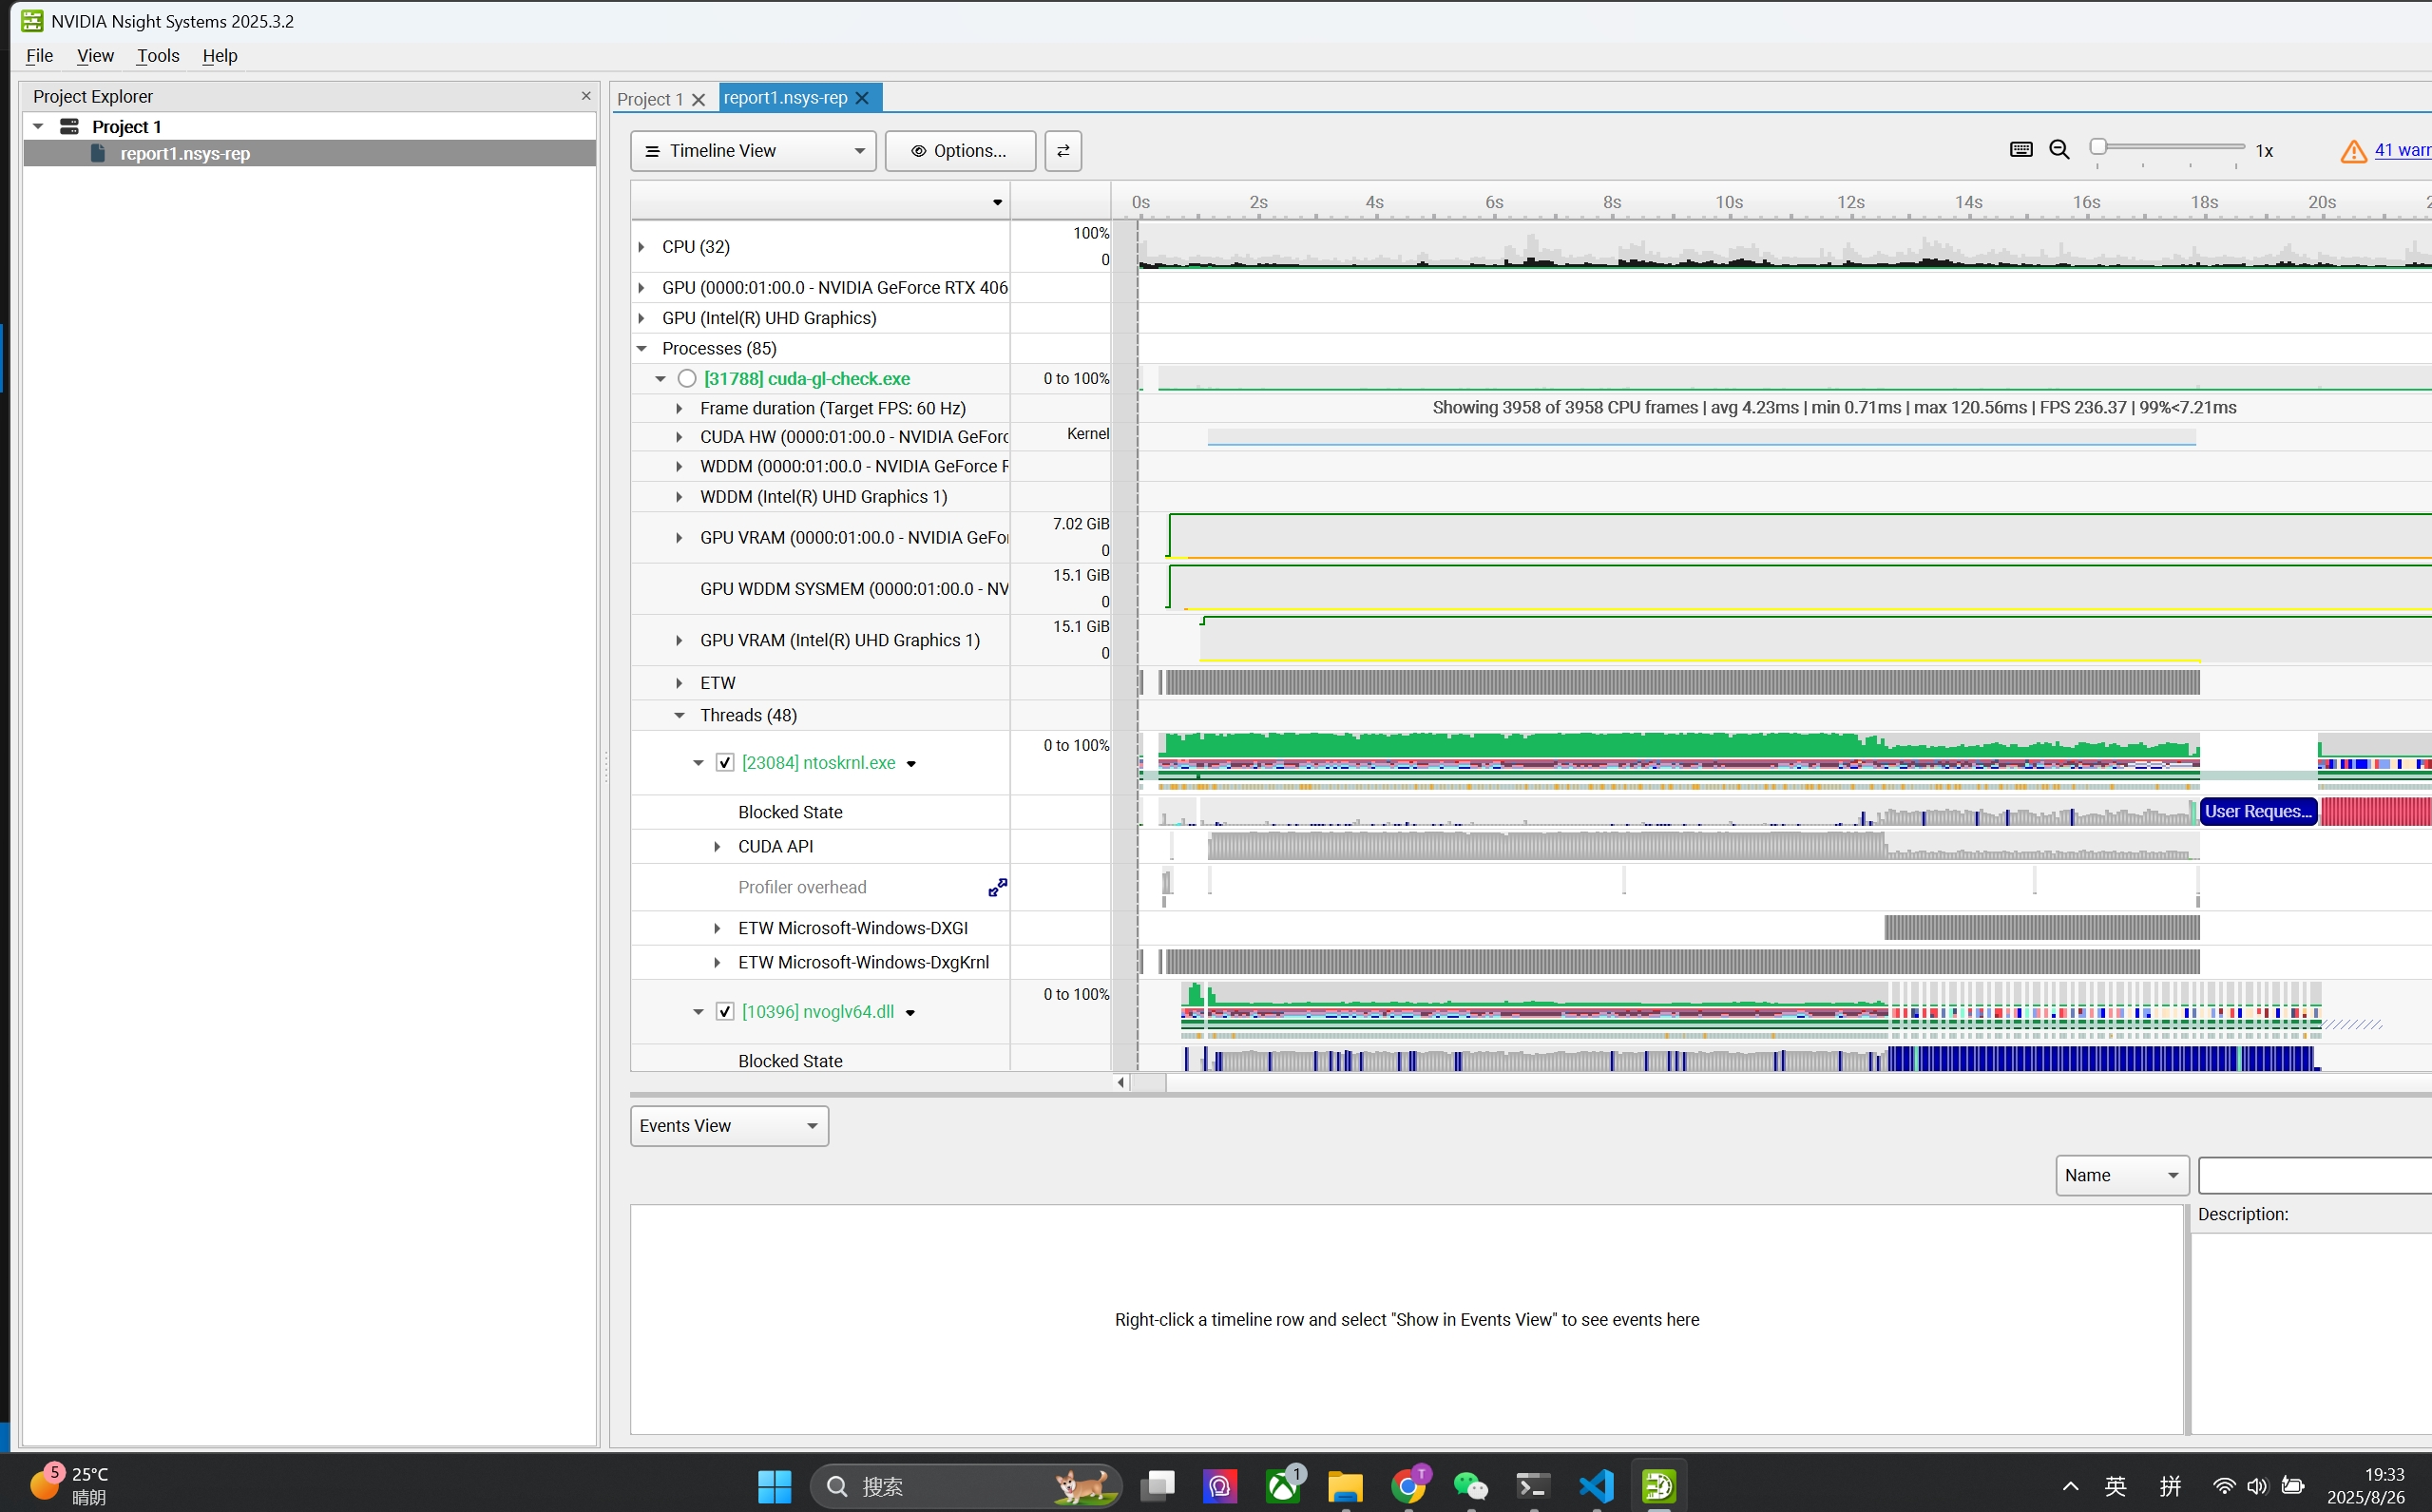 NVIDIA Nsight Systems 2025.3.2
File View Tools Help
Project Explorer
Project 1
report1.nsys-rep
Project 1
report1.nsys-rep
Timeline View
Options...
1x
41 warr
0s 2s 4s 6s 8s 10s 12s 14s 16s 18s 20s 2
CPU (32)
100%
0
GPU (0000:01:00.0 - NVIDIA GeForce RTX 406
GPU (Intel(R) UHD Graphics)
Processes (85)
[31788] cuda-gl-check.exe
0 to 100%
Frame duration (Target FPS: 60 Hz)
Showing 3958 of 3958 CPU frames | avg 4.23ms | min 0.71ms | max 120.56ms | FPS 236.37 | 99%<7.21ms
CUDA HW (0000:01:00.0 - NVIDIA GeForc
Kernel
WDDM (0000:01:00.0 - NVIDIA GeForce F
WDDM (Intel(R) UHD Graphics 1)
GPU VRAM (0000:01:00.0 - NVIDIA GeFo
7.02 GiB
0
GPU WDDM SYSMEM (0000:01:00.0 - NV
15.1 GiB
0
GPU VRAM (Intel(R) UHD Graphics 1)
15.1 GiB
0
ETW
Threads (48)
[23084] ntoskrnl.exe
0 to 100%
Blocked State
User Reques...
CUDA API
Profiler overhead
ETW Microsoft-Windows-DXGI
ETW Microsoft-Windows-DxgKrnl
[10396] nvoglv64.dll
0 to 100%
Blocked State
Events View
Name
Description:
Right-click a timeline row and select "Show in Events View" to see events here
5
25°C
晴朗
搜索
1
T
英
拼
19:33
2025/8/26